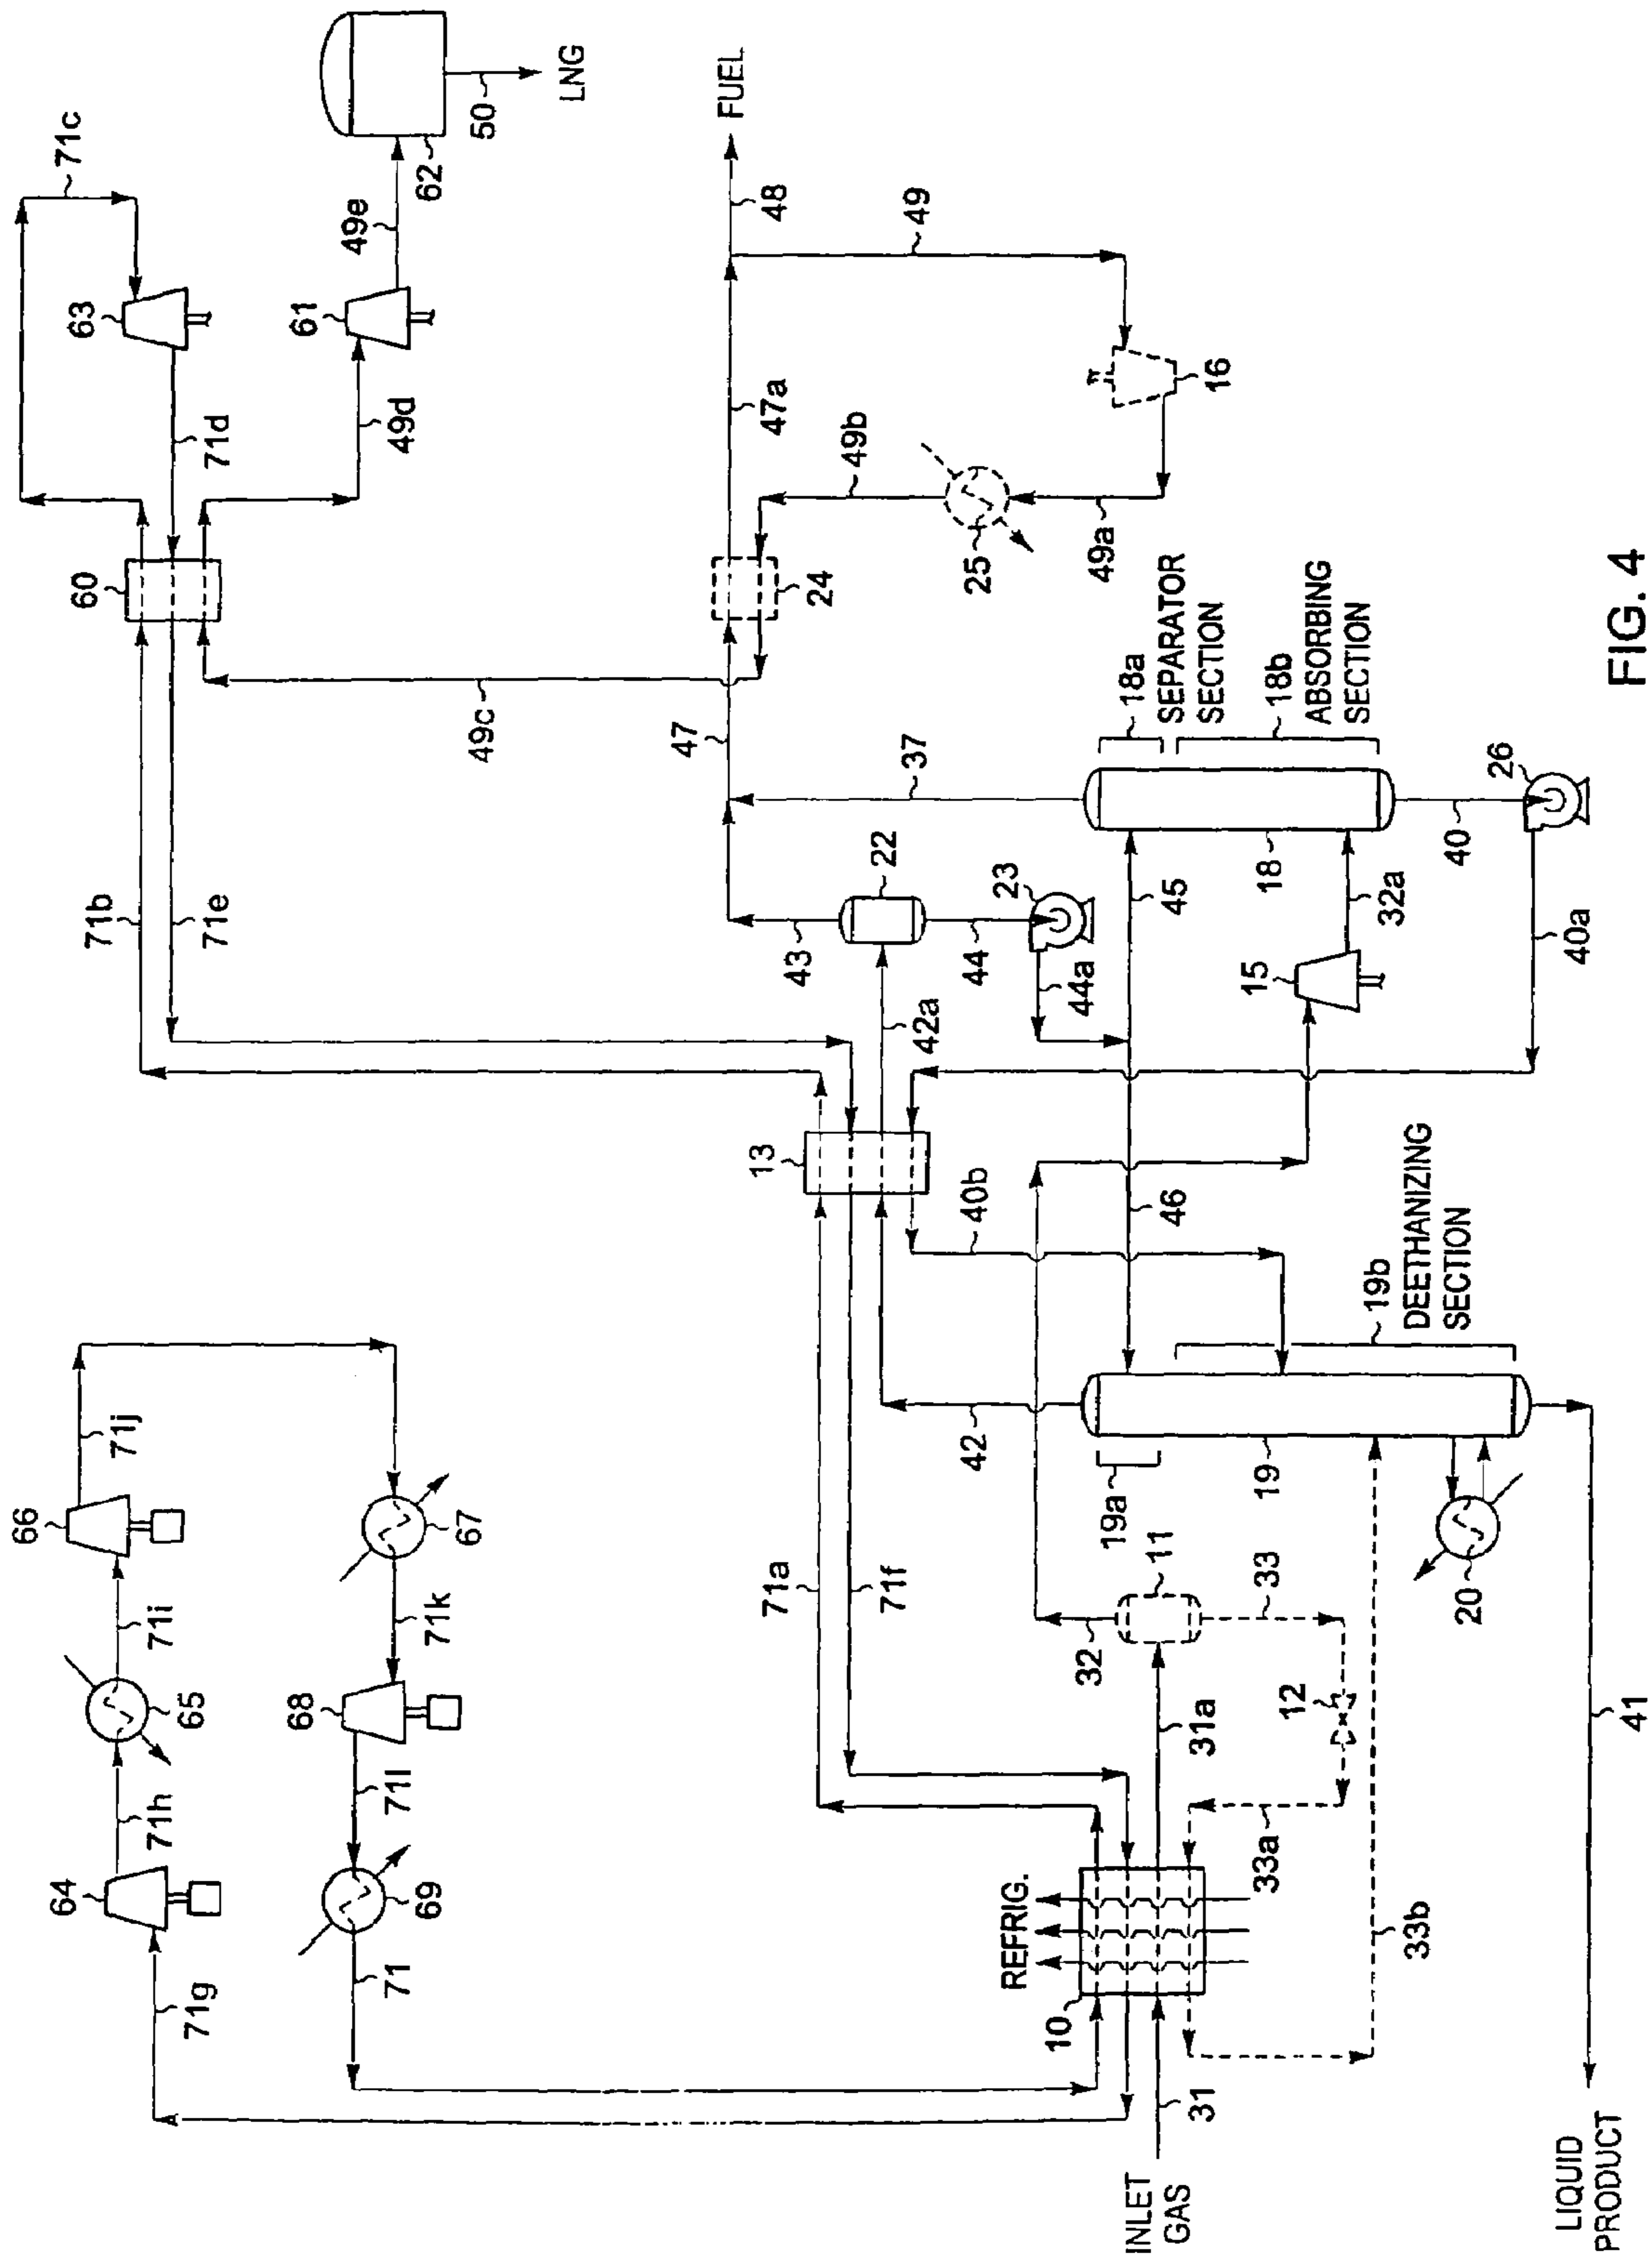 71c
63
71d
60
49e
61
49d
62
50
LNG
71b
71e
FUEL
48
47a
49
47
49c
49b
24
25
49a
16
37
43
22
42a
44
23
44a
13
45
46
18a
SEPARATOR
SECTION
18b
ABSORBING
SECTION
18
15
32a
40
26
40a
40b
19b
DEETHANIZING
SECTION
42
19a
19
20
41
66
71j
71i
65
67
71k
68
71h
64
71l
69
71g
71
71a
71f
11
32
33
12
31a
33a
33b
REFRIG.
10
31
INLET
GAS
LIQUID
PRODUCT
FIG. 4